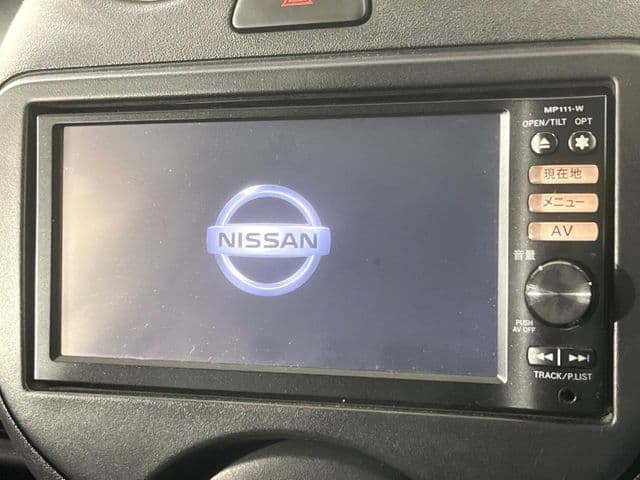 MP111-W
OPEN/TILT OPT
現在地
メニュー
AV
音量
NISSAN
PUSH
AV OFF
TRACK/P.LIST